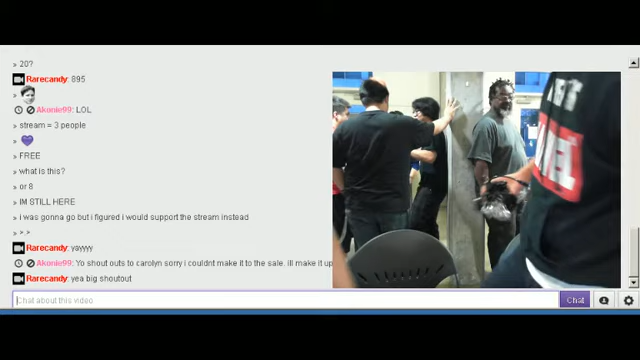 > 20?
Rarecandy: 895
>
Akonie99: LOL
> stream = 3 people
>
> FREE
> what is this?
> or 8
> IM STILL HERE
> i was gonna go but i figured i would support the stream instead
> >.>
Rarecandy: yayyyy
Akonie99: Yo shout outs to carolyn sorry i couldnt make it to the sale. ill make it up
Rarecandy: yea big shoutout
Chat about this video
Chat